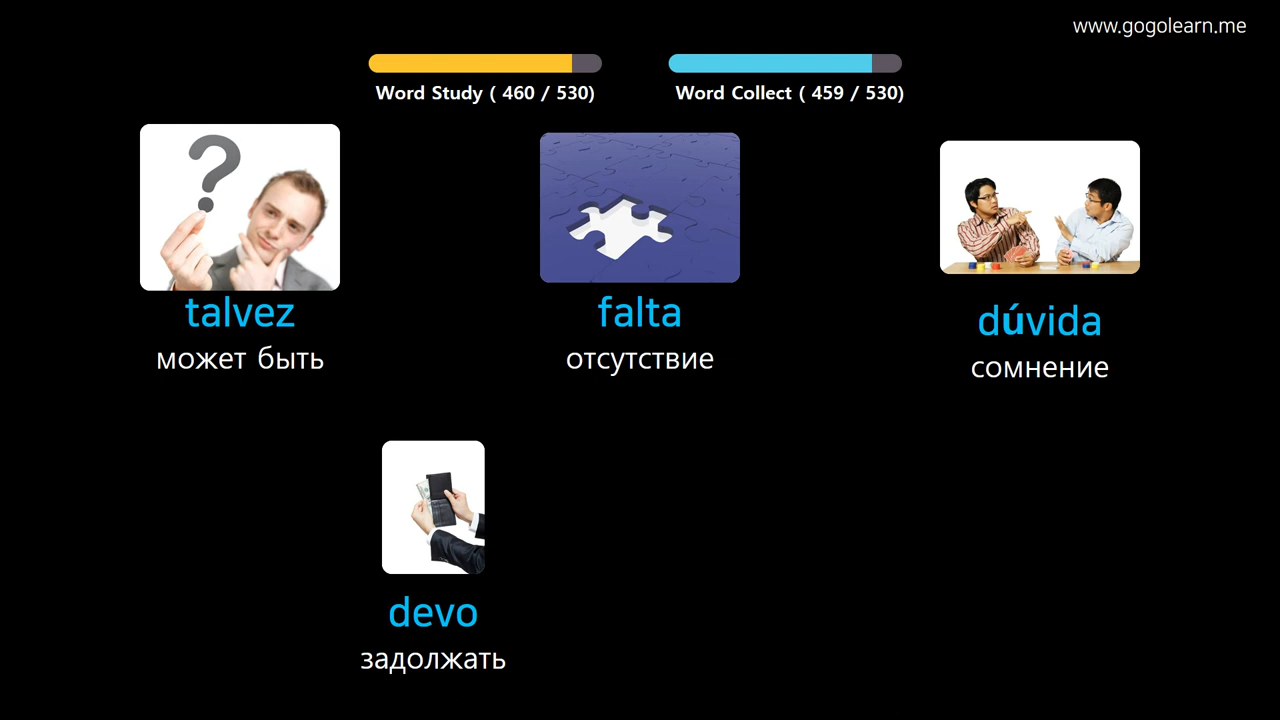 www.gogolearn.me
Word Study ( 460 / 530)
Word Collect ( 459 / 530)
talvez
может быть
falta
отсутствие
dúvida
сомнение
devo
задолжать